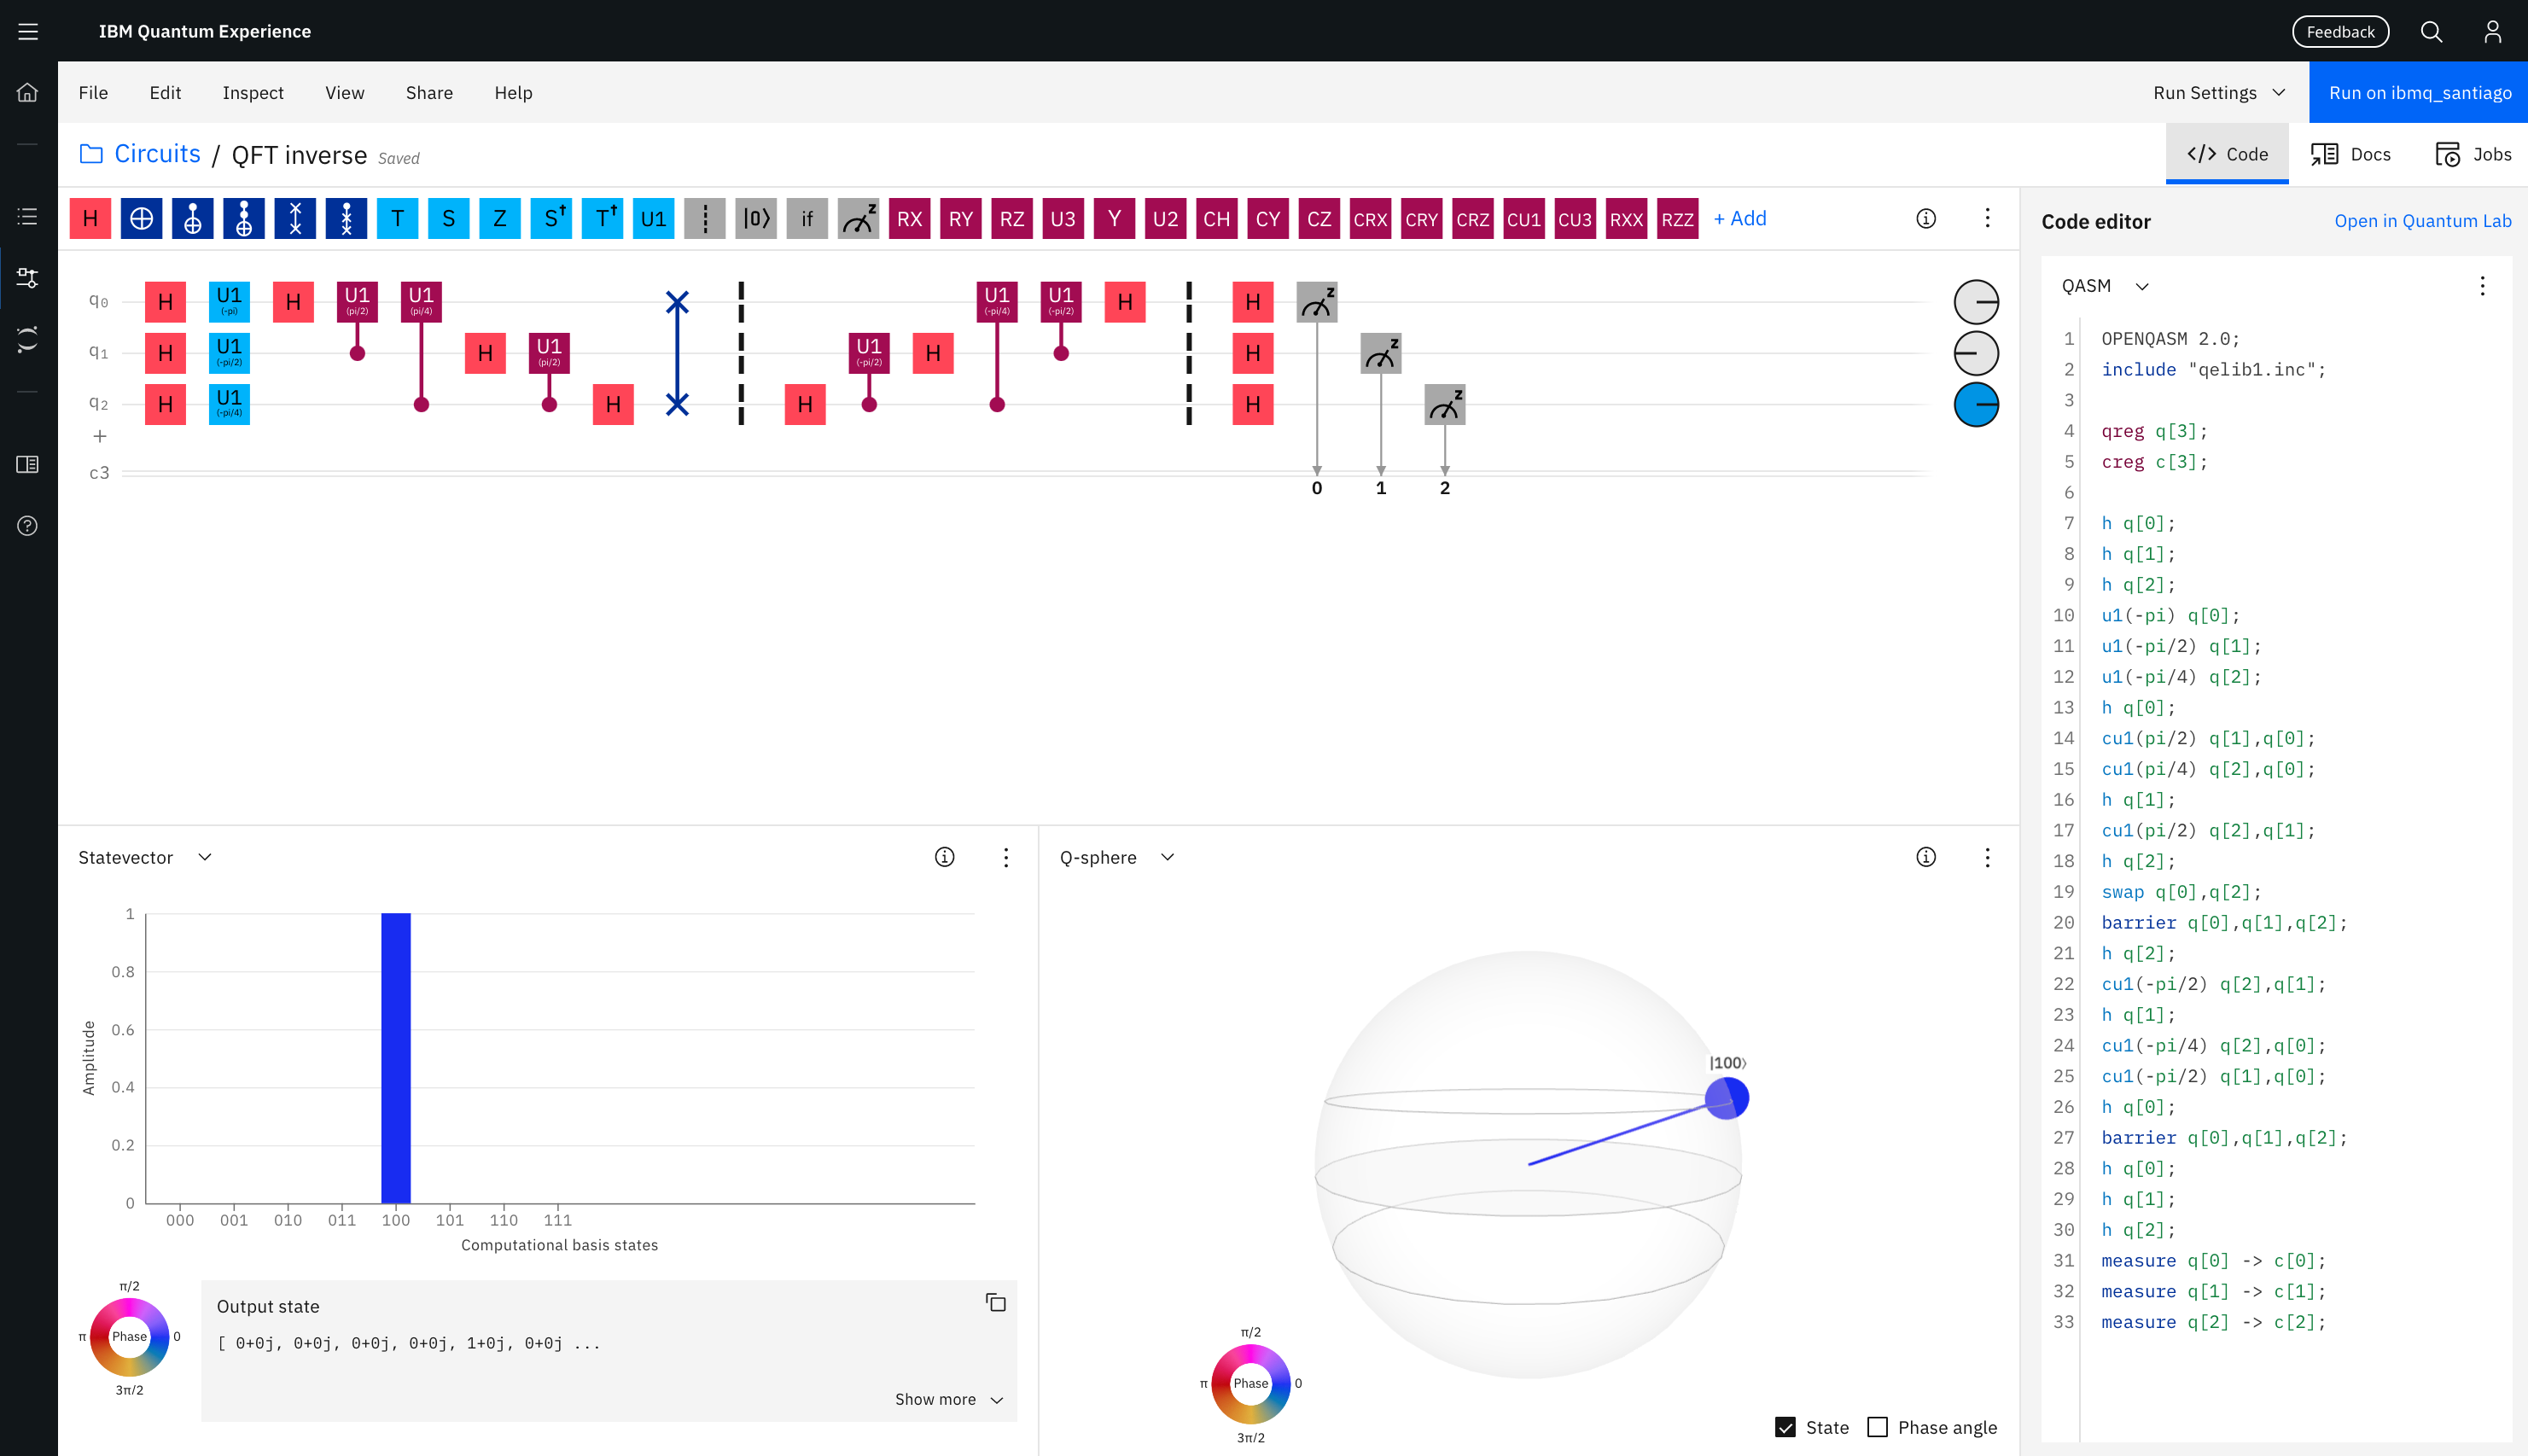 IBM Quantum Experience
Feedback
File Edit Inspect View Share Help
Run Settings
Run on ibmq_santiago
Circuits / QFT inverse Saved
</> Code Docs Jobs
H T S Z S† T† U1 |0⟩ if z RX RY RZ U3 Y U2 CH CY CZ CRX CRY CRZ CU1 CU3 RXX RZZ + Add
q0 H U1 (-pi) H U1 (pi/2) U1 (pi/4) U1 (-pi/4) U1 (-pi/2) H H z
q1 H U1 (-pi/2) H U1 (pi/2) U1 (-pi/2) H H z
q2 H U1 (-pi/4) H H H z
+
c3
0 1 2
Statevector
Amplitude
1
0.8
0.6
0.4
0.2
0
000 001 010 011 100 101 110 111
Computational basis states
π/2
π Phase 0
3π/2
Output state
[ 0+0j, 0+0j, 0+0j, 0+0j, 1+0j, 0+0j ...
Show more
Q-sphere
|100⟩
π/2
π Phase 0
3π/2
State Phase angle
Code editor
Open in Quantum Lab
QASM
1 OPENQASM 2.0;
2 include "qelib1.inc";
3
4 qreg q[3];
5 creg c[3];
6
7 h q[0];
8 h q[1];
9 h q[2];
10 u1(-pi) q[0];
11 u1(-pi/2) q[1];
12 u1(-pi/4) q[2];
13 h q[0];
14 cu1(pi/2) q[1],q[0];
15 cu1(pi/4) q[2],q[0];
16 h q[1];
17 cu1(pi/2) q[2],q[1];
18 h q[2];
19 swap q[0],q[2];
20 barrier q[0],q[1],q[2];
21 h q[2];
22 cu1(-pi/2) q[2],q[1];
23 h q[1];
24 cu1(-pi/4) q[2],q[0];
25 cu1(-pi/2) q[1],q[0];
26 h q[0];
27 barrier q[0],q[1],q[2];
28 h q[0];
29 h q[1];
30 h q[2];
31 measure q[0] -> c[0];
32 measure q[1] -> c[1];
33 measure q[2] -> c[2];